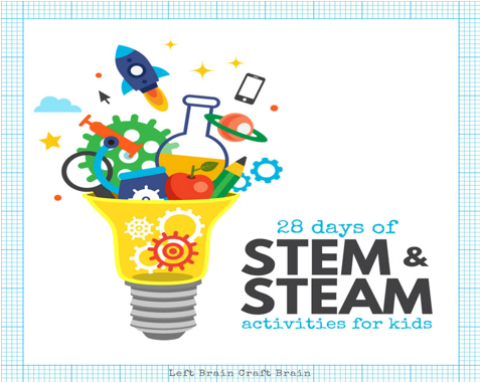 28 days of
STEM &
STEAM
activities for kids
Left Brain Craft Brain